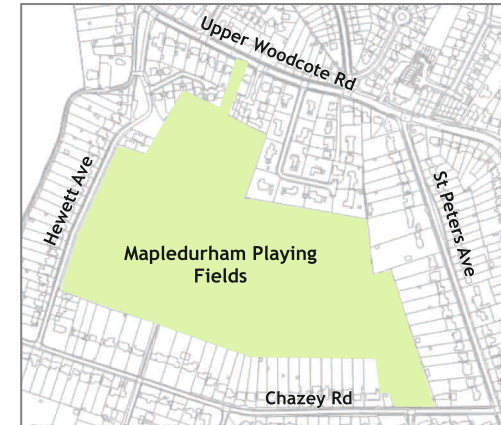 Upper Woodcote Rd
Hewett Ave
St Peters Ave
Mapledurham Playing
Fields
Chazey Rd